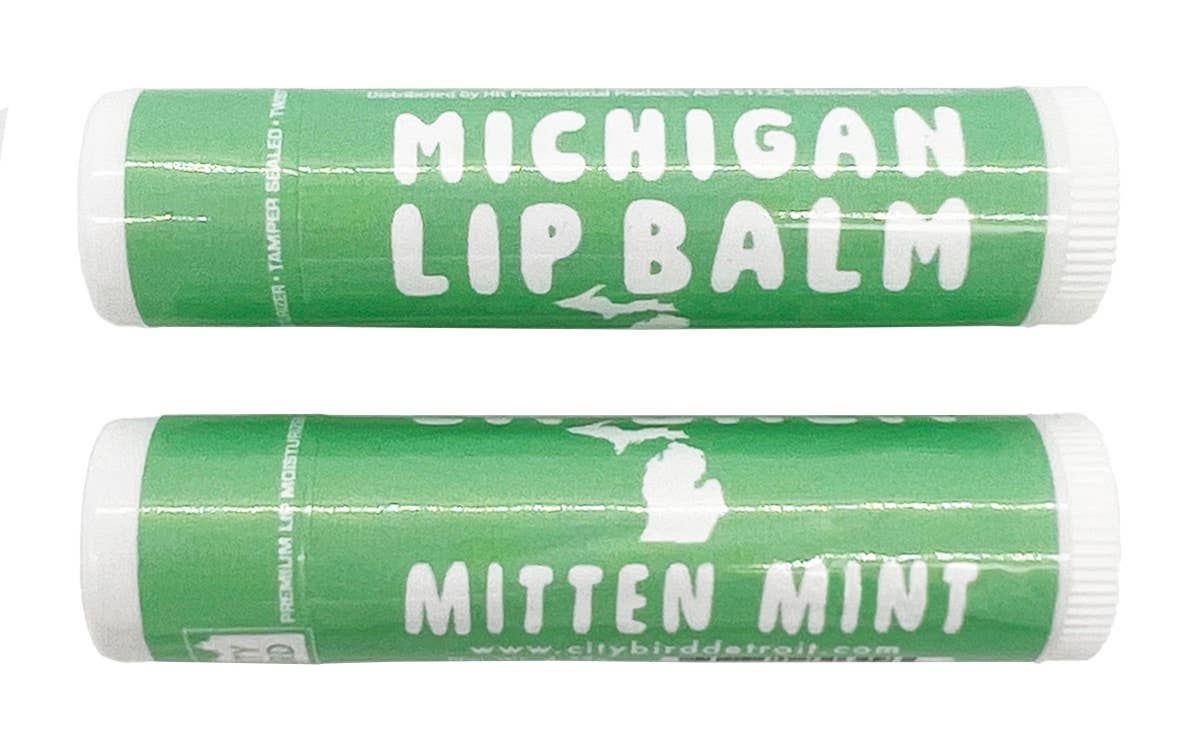 Distributed by Hit Promotional Products,
MICHIGAN
LIP BALM
TAMPER SEALED •
PREMIUM LIP MOISTURIZER
MITTEN MINT
www.citybirddetroit.com